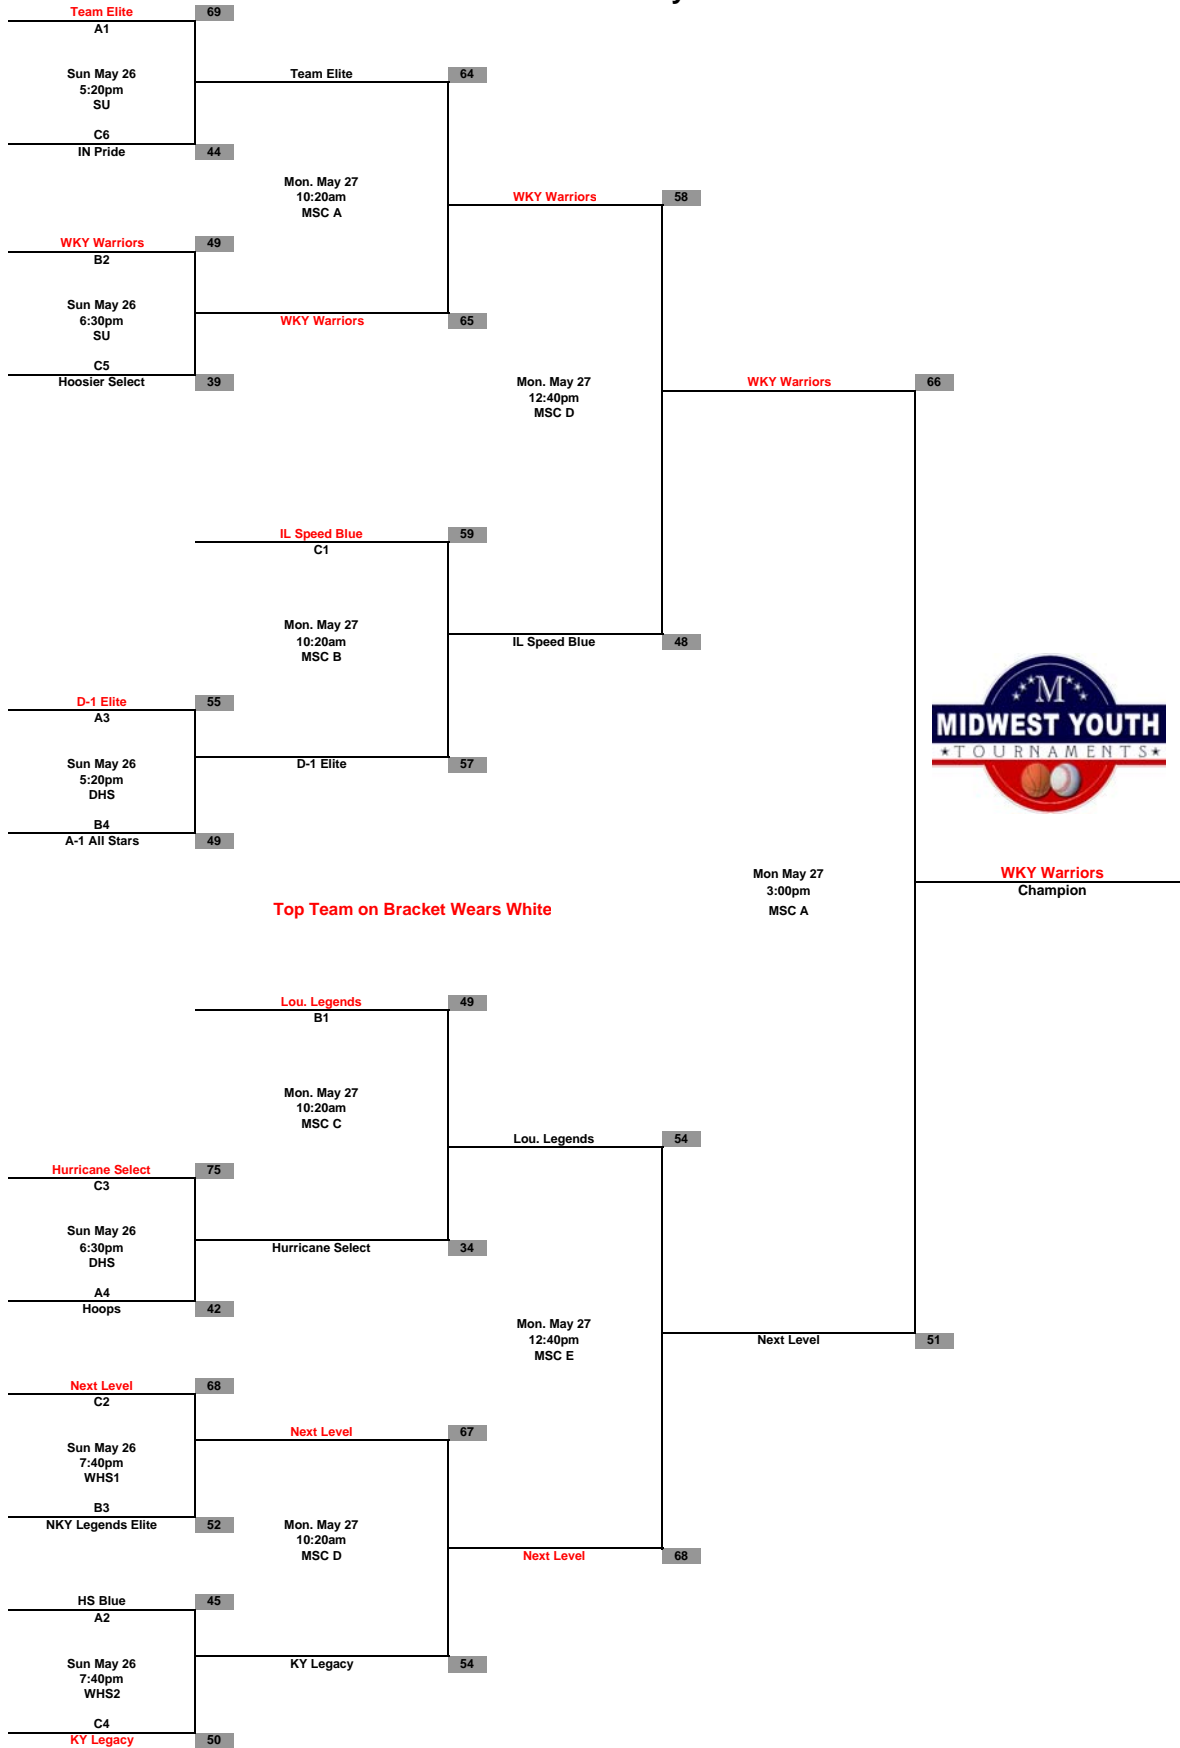 Team Elite 69
A1
Sun May 26
5:20pm
SU
C6
IN Pride 44
Team Elite 64
Mon. May 27
10:20am
MSC A
WKY Warriors 58
WKY Warriors 49
B2
Sun May 26
6:30pm
SU
C5
Hoosier Select 39
WKY Warriors 65
Mon. May 27
12:40pm
MSC D
WKY Warriors 66
IL Speed Blue 59
C1
Mon. May 27
10:20am
MSC B
IL Speed Blue 48
D-1 Elite 55
A3
Sun May 26
5:20pm
DHS
B4
A-1 All Stars 49
D-1 Elite 57
M
MIDWEST YOUTH
TOURNAMENTS
Mon May 27
3:00pm
MSC A
WKY Warriors
Champion
Top Team on Bracket Wears White
Lou. Legends 49
B1
Mon. May 27
10:20am
MSC C
Lou. Legends 54
Hurricane Select 75
C3
Sun May 26
6:30pm
DHS
A4
Hoops 42
Hurricane Select 34
Mon. May 27
12:40pm
MSC E
Next Level 51
Next Level 68
C2
Sun May 26
7:40pm
WHS1
B3
NKY Legends Elite 52
Next Level 67
Mon. May 27
10:20am
MSC D
Next Level 68
HS Blue 45
A2
Sun May 26
7:40pm
WHS2
C4
KY Legacy 50
KY Legacy 54